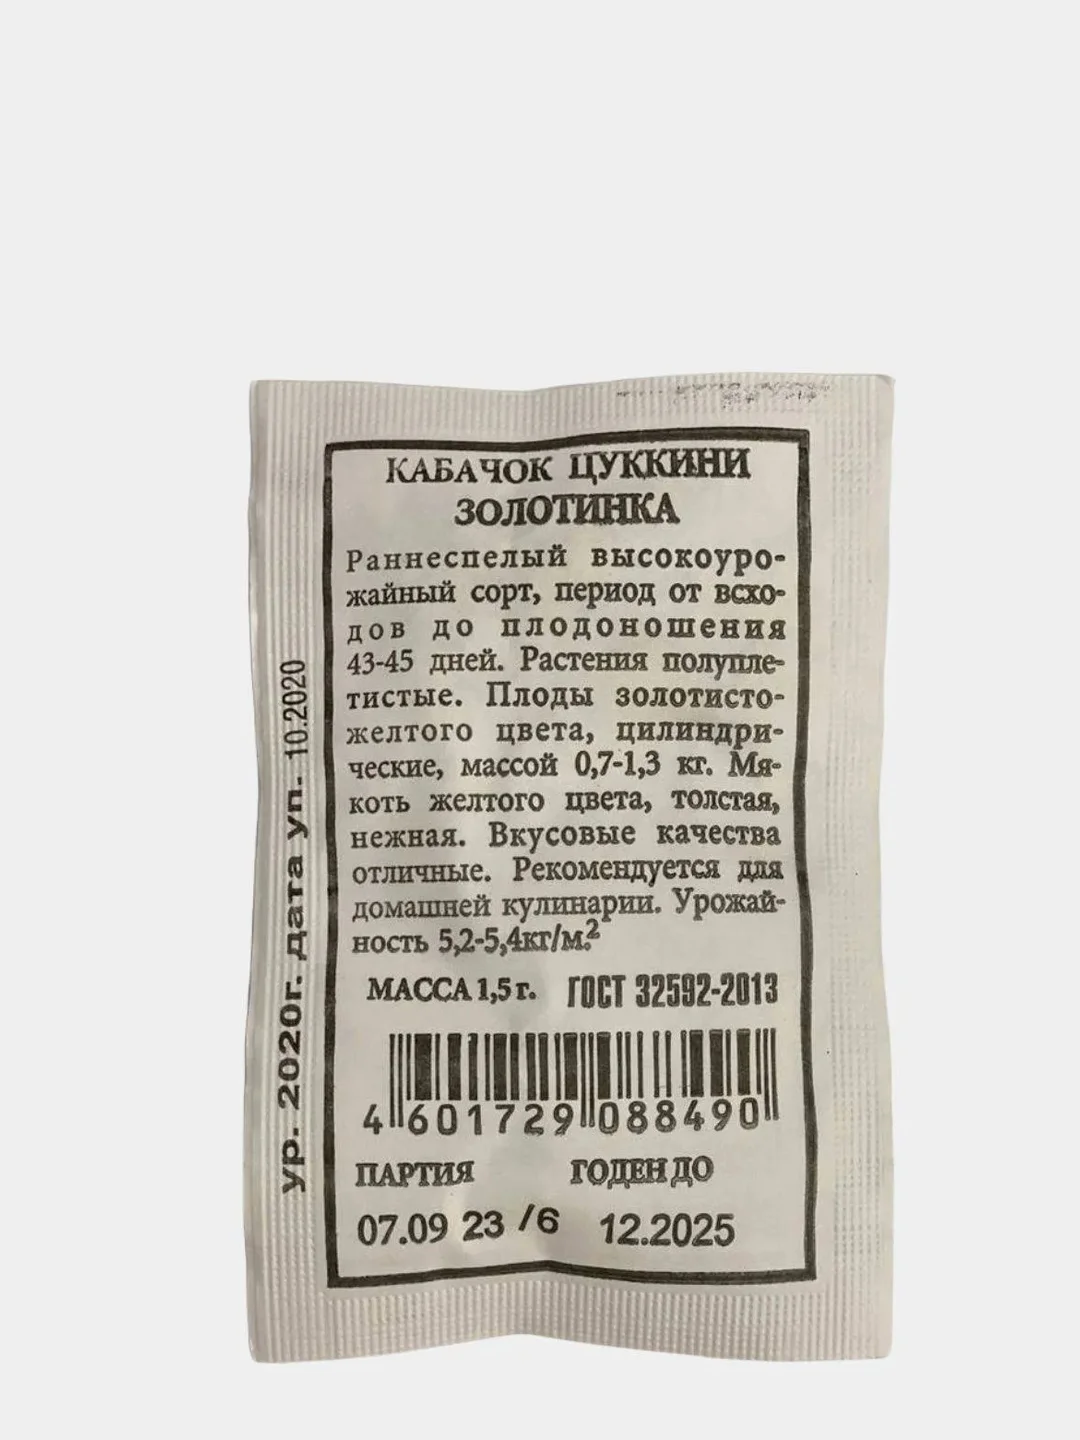 КАБАЧОК ЦУККИНИ
ЗОЛОТИНКА
Раннеспелый высокоуро-
жайный сорт, период от всхо-
дов до плодоношения
43-45 дней. Растения полупле-
тистые. Плоды золотисто-
желтого цвета, цилиндри-
ческие, массой 0,7-1,3 кг. Мя-
коть желтого цвета, толстая,
нежная. Вкусовые качества
отличные. Рекомендуется для
домашней кулинарии. Урожай-
ность 5,2-5,4кг/м.²
МАССА 1,5 г. ГОСТ 32592-2013
4 601729 088490
ПАРТИЯ ГОДЕН ДО
07.09 23 /6 12.2025
ур. 2020г. дата уп. 10.2020